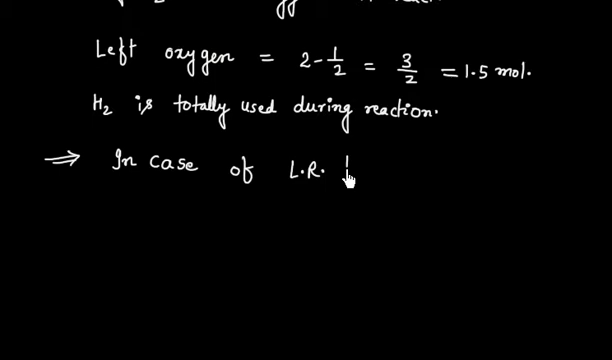 Left oxygen = 2 - 1/2 = 3/2 = 1.5 mol.
H₂ is totally used during reaction.
⇒ In case of L.R.